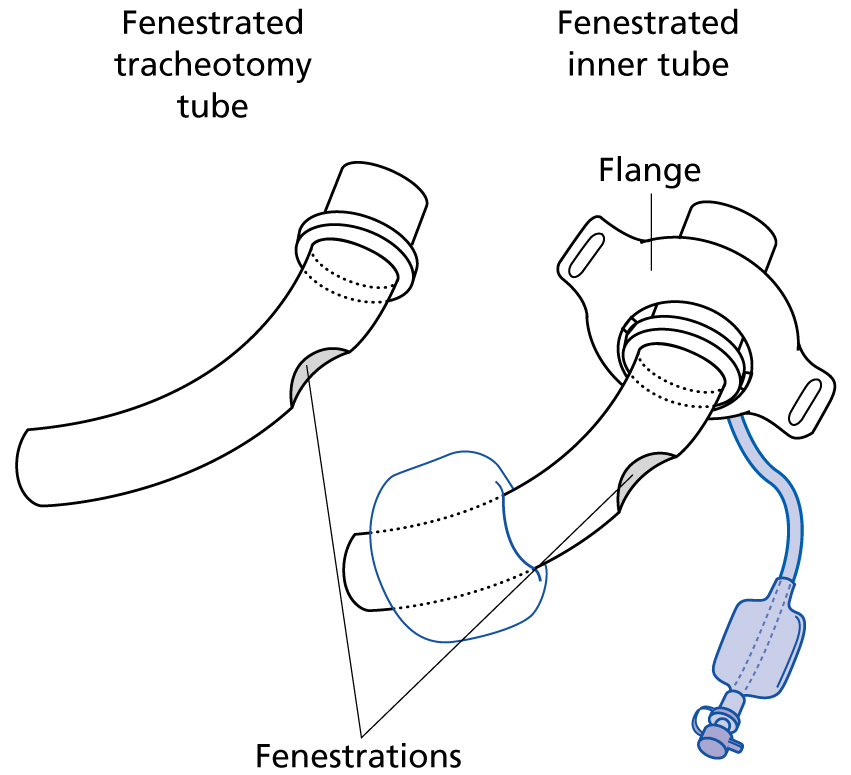 Fenestrated
tracheotomy
tube
Fenestrated
inner tube
Flange
Fenestrations